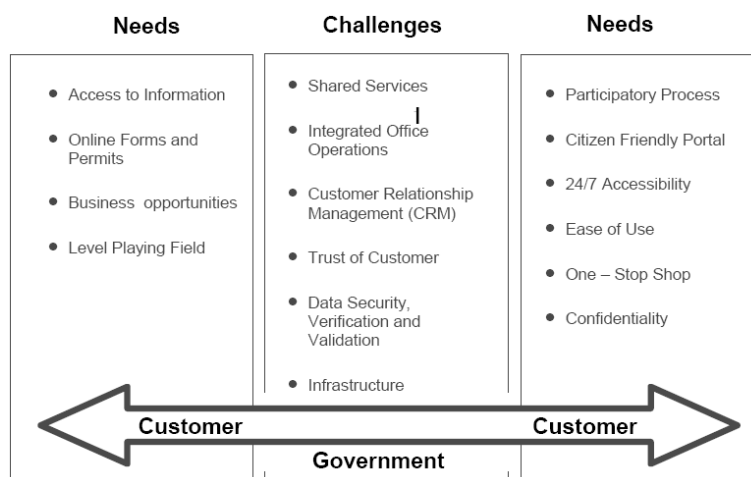 Needs
Challenges
Needs
Access to Information
Online Forms and
Permits
Business opportunities
Level Playing Field
Shared Services
Integrated Office
Operations
Customer Relationship
Management (CRM)
Trust of Customer
Data Security,
Verification and
Validation
Infrastructure
Participatory Process
Citizen Friendly Portal
24/7 Accessibility
Ease of Use
One – Stop Shop
Confidentiality
Customer
Customer
Government